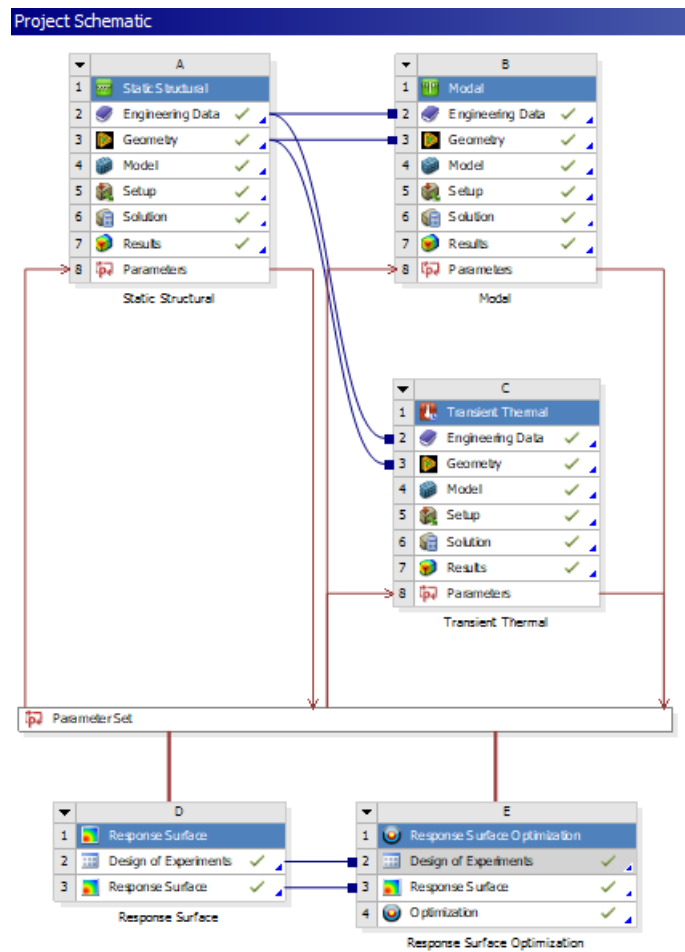 Project Schematic
A
1 Static Structural
2 Engineering Data
3 Geometry
4 Model
5 Setup
6 Solution
7 Results
8 Parameters
Static Structural
B
1 Modal
2 Engineering Data
3 Geometry
4 Model
5 Setup
6 Solution
7 Results
8 Parameters
Modal
C
1 Transient Thermal
2 Engineering Data
3 Geometry
4 Model
5 Setup
6 Solution
7 Results
8 Parameters
Transient Thermal
Parameter Set
D
1 Response Surface
2 Design of Experiments
3 Response Surface
Response Surface
E
1 Response Surface Optimization
2 Design of Experiments
3 Response Surface
4 Optimization
Response Surface Optimization